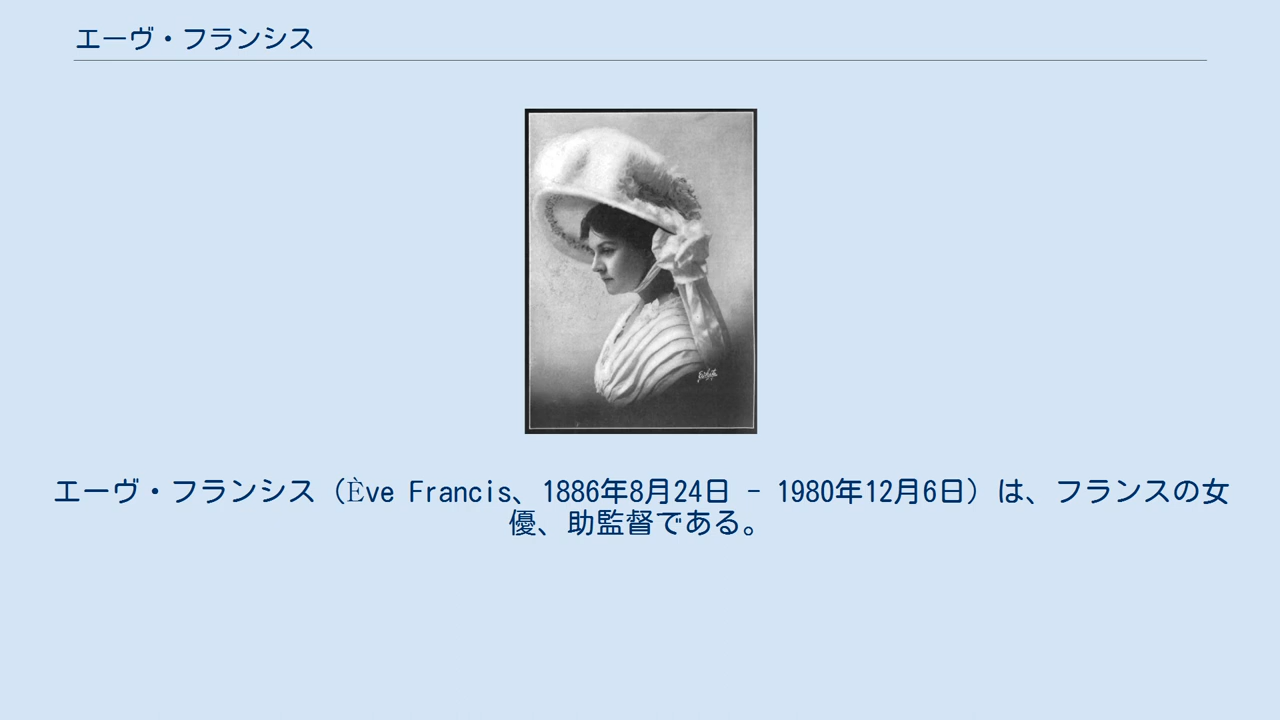 エーヴ・フランシス
エーヴ・フランシス（Ève Francis、1886年8月24日 - 1980年12月6日）は、フランスの女
優、助監督である。